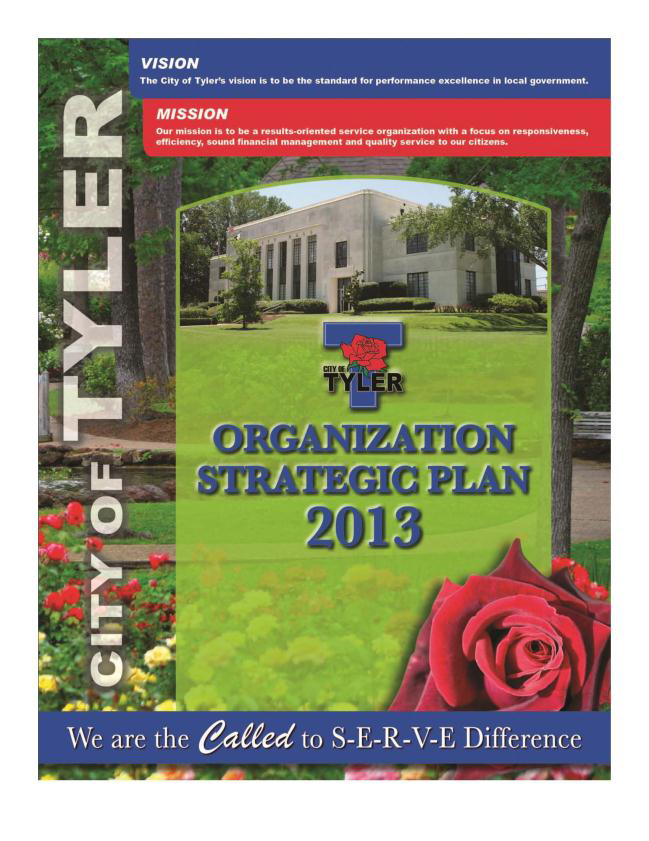 VISION
The City of Tyler's vision is to be the standard for performance excellence in local government.
MISSION
Our mission is to be a results-oriented service organization with a focus on responsiveness,
efficiency, sound financial management and quality service to our citizens.
CITY OF TYLER
CITY OF
TYLER
ORGANIZATION
STRATEGIC PLAN
2013
We are the Called to S-E-R-V-E Difference